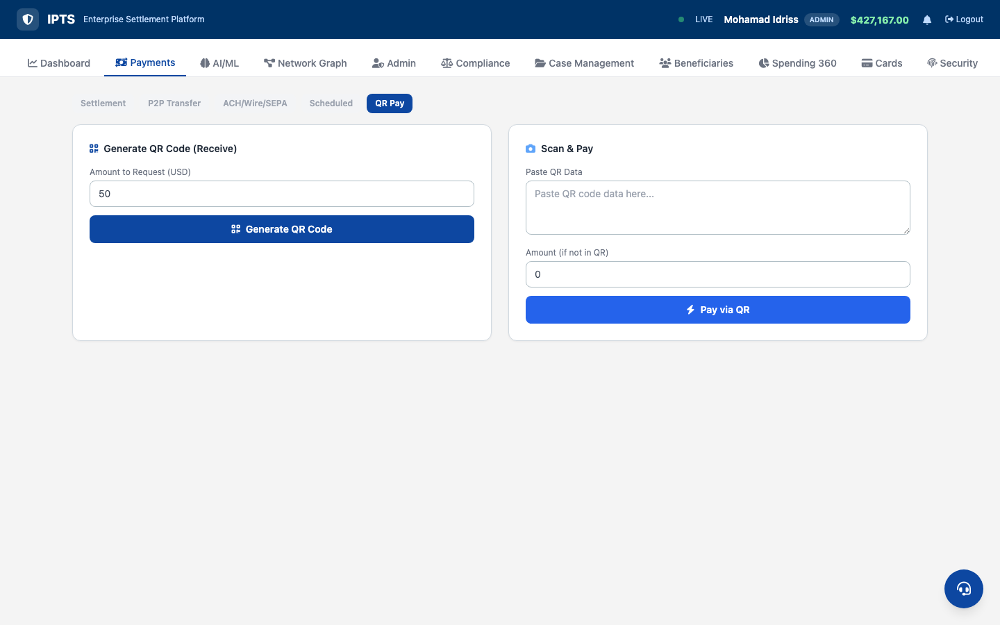 IPTS Enterprise Settlement Platform LIVE Mohamad Idriss ADMIN $427,167.00 Logout
Dashboard Payments AI/ML Network Graph Admin Compliance Case Management Beneficiaries Spending 360 Cards Security
Settlement P2P Transfer ACH/Wire/SEPA Scheduled QR Pay
Generate QR Code (Receive)
Amount to Request (USD)
50
Generate QR Code
Scan & Pay
Paste QR Data
Paste QR code data here...
Amount (if not in QR)
0
Pay via QR